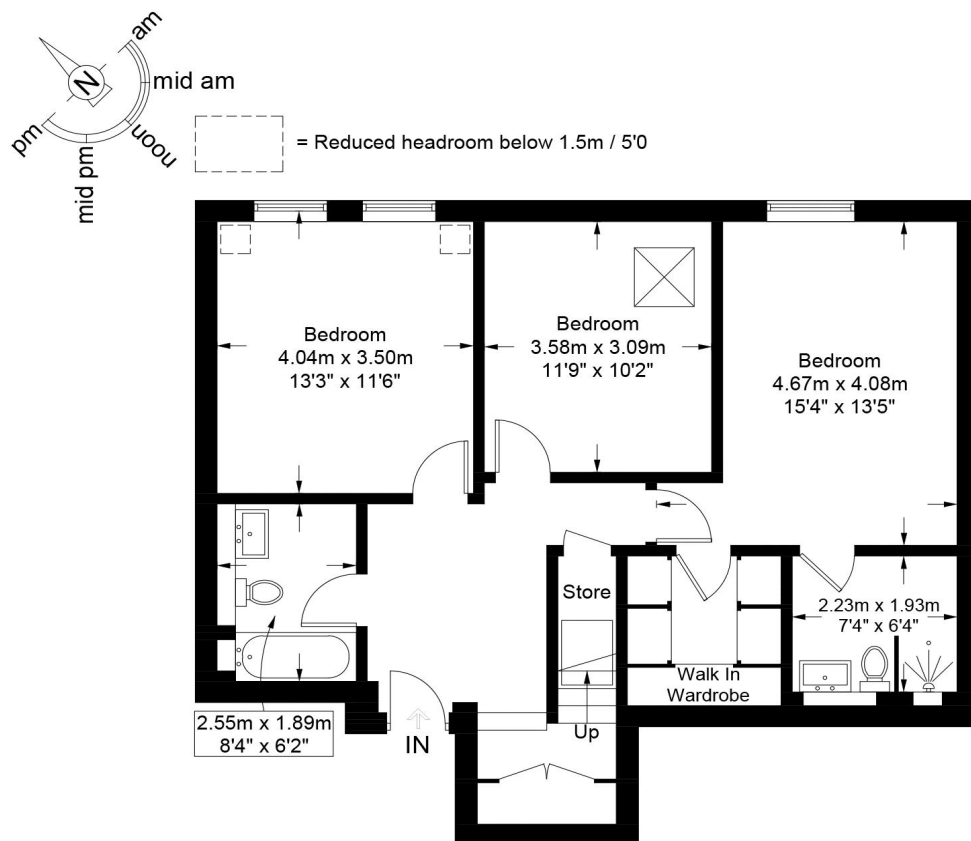 am
mid am
N
noon
mid pm
pm
= Reduced headroom below 1.5m / 5'0
Bedroom
4.04m x 3.50m
13'3" x 11'6"
Bedroom
3.58m x 3.09m
11'9" x 10'2"
Bedroom
4.67m x 4.08m
15'4" x 13'5"
Store
2.23m x 1.93m
7'4" x 6'4"
Walk In
Wardrobe
2.55m x 1.89m
8'4" x 6'2"
IN
Up